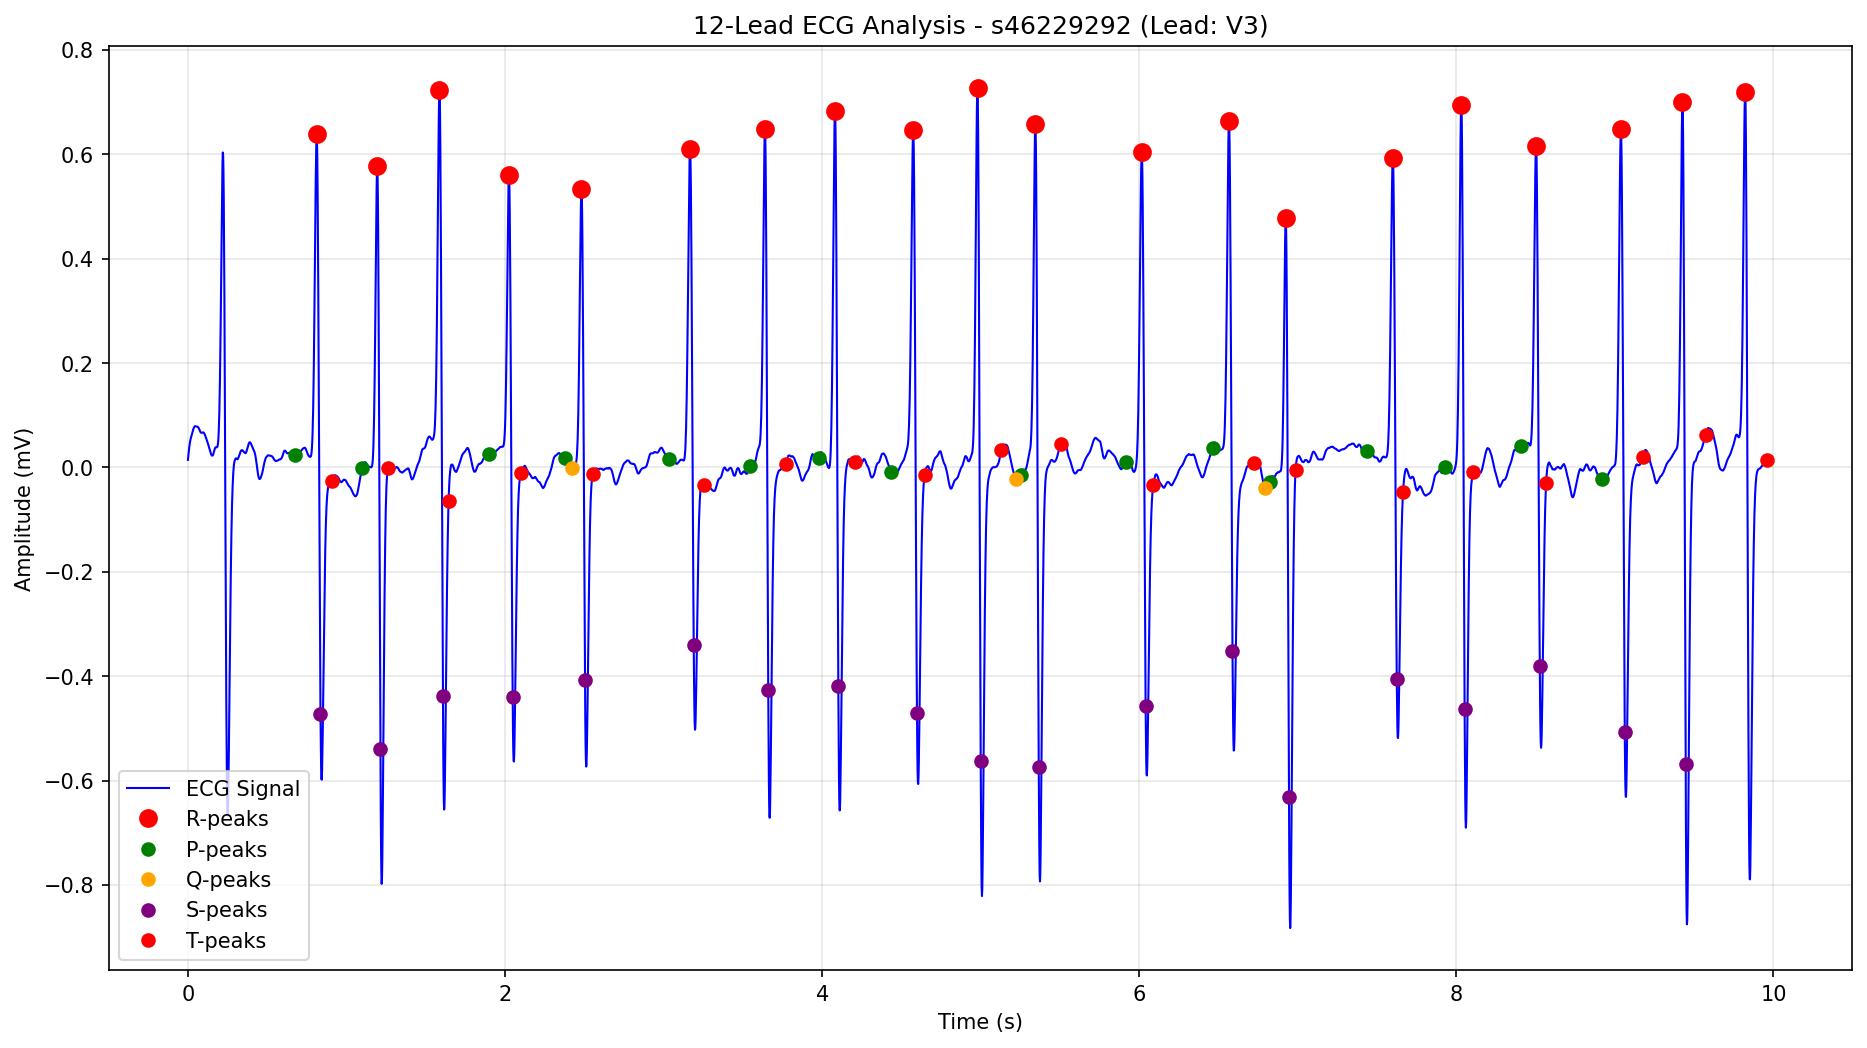 12-Lead ECG Analysis - s46229292 (Lead: V3)
Amplitude (mV)
0.8
0.6
0.4
0.2
0.0
−0.2
−0.4
−0.6
−0.8
ECG Signal
R-peaks
P-peaks
Q-peaks
S-peaks
T-peaks
0 2 4 6 8 10
Time (s)